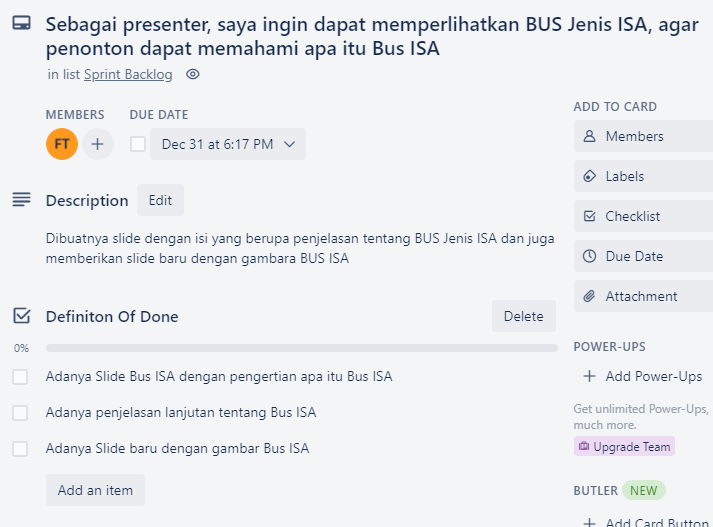 Sebagai presenter, saya ingin dapat memperlihatkan BUS Jenis ISA, agar
penonton dapat memahami apa itu Bus ISA
in list Sprint Backlog
MEMBERS
DUE DATE
FT
Dec 31 at 6:17 PM
Description
Edit
Dibuatnya slide dengan isi yang berupa penjelasan tentang BUS Jenis ISA dan juga
memberikan slide baru dengan gambara BUS ISA
Definiton Of Done
Delete
0%
Adanya Slide Bus ISA dengan pengertian apa itu Bus ISA
Adanya penjelasan lanjutan tentang Bus ISA
Adanya Slide baru dengan gambar Bus ISA
Add an item
ADD TO CARD
Members
Labels
Checklist
Due Date
Attachment
POWER-UPS
Add Power-Ups
Get unlimited Power-Ups,
much more.
Upgrade Team
BUTLER NEW
Add Card Button